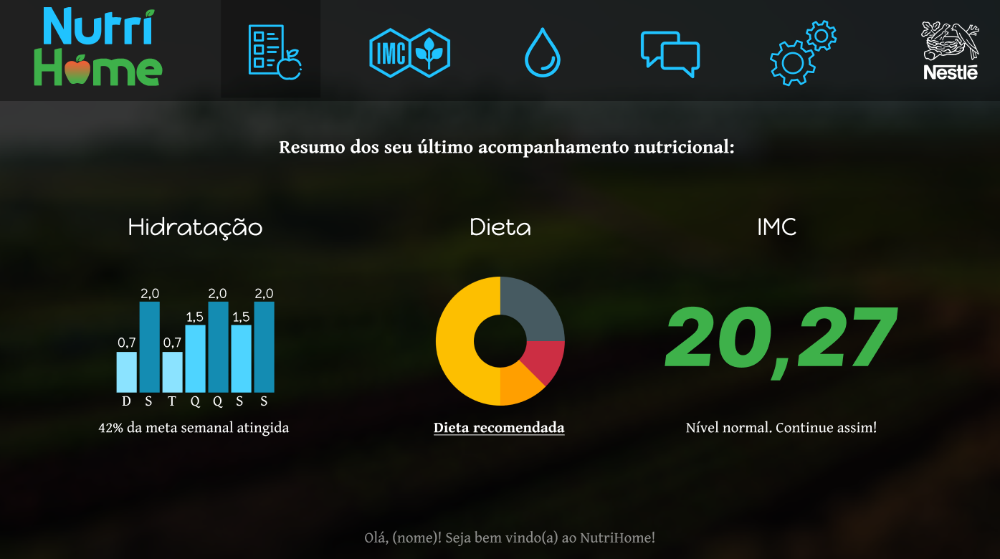 Nutri
Home
IMC
Nestlé
Resumo dos seu último acompanhamento nutricional:
Hidratação
Dieta
IMC
2,0
2,0
2,0
1,5
1,5
0,7
0,7
20,27
D S T Q Q S S
42% da meta semanal atingida
Dieta recomendada
Nível normal. Continue assim!
Olá, (nome)! Seja bem vindo(a) ao NutriHome!